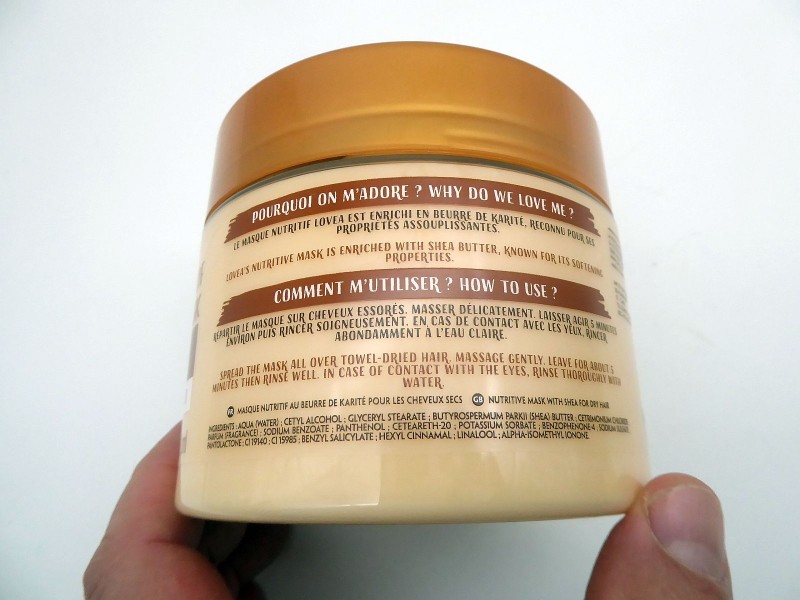 POURQUOI ON M'ADORE ? WHY DO WE LOVE ME ?
LE MASQUE NUTRITIF LOVEA EST ENRICHI EN BEURRE DE KARITÉ, RECONNU POUR SES
PROPRIÉTÉS ASSOUPLISSANTES.
LOVEA'S NUTRITIVE MASK IS ENRICHED WITH SHEA BUTTER, KNOWN FOR ITS SOFTENING
PROPERTIES.
COMMENT M'UTILISER ? HOW TO USE ?
RÉPARTIR LE MASQUE SUR CHEVEUX ESSORÉS. MASSER DÉLICATEMENT. LAISSER AGIR 5 MINUTES
ENVIRON PUIS RINCER SOIGNEUSEMENT. EN CAS DE CONTACT AVEC LES YEUX, RINCER
ABONDAMMENT À L'EAU CLAIRE.
SPREAD THE MASK ALL OVER TOWEL-DRIED HAIR. MASSAGE GENTLY. LEAVE FOR ABOUT 5
MINUTES THEN RINSE WELL. IN CASE OF CONTACT WITH THE EYES, RINSE THOROUGHLY WITH
WATER.
FR MASQUE NUTRITIF AU BEURRE DE KARITÉ POUR LES CHEVEUX SECS GB NUTRITIVE MASK WITH SHEA FOR DRY HAIR
INGREDIENTS : AQUA (WATER) ; CETYL ALCOHOL ; GLYCERYL STEARATE ; BUTYROSPERMUM PARKII (SHEA) BUTTER ; CETRIMONIUM CHLORIDE
PARFUM (FRAGRANCE) ; SODIUM BENZOATE ; PANTHENOL ; CETEARETH-20 ; POTASSIUM SORBATE ; BENZOPHENONE-4 ; SODIUM
PANTOLACTONE ; CI 19140 ; CI 15985 ; BENZYL SALICYLATE ; HEXYL CINNAMAL ; LINALOOL ; ALPHA-ISOMETHYL IONONE.